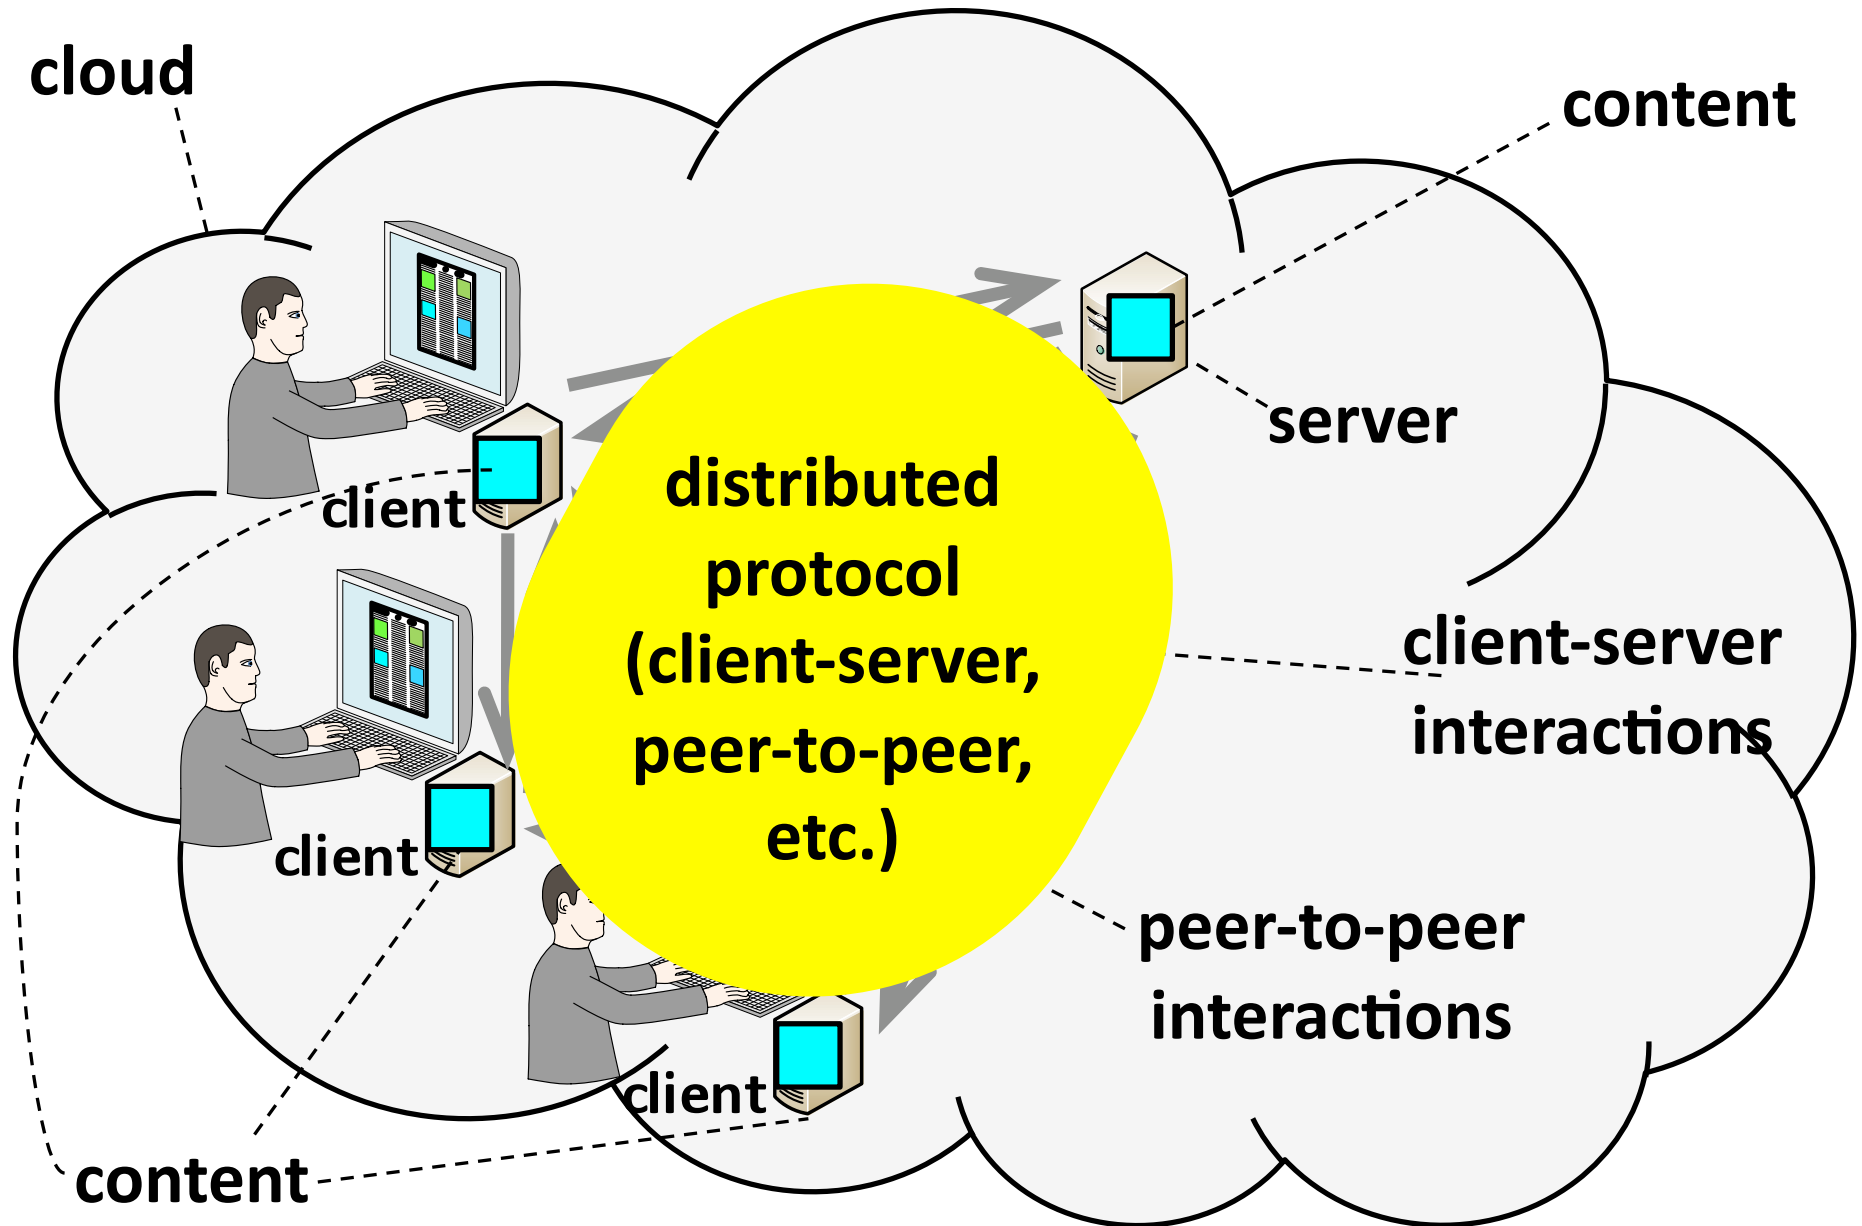 cloud
content
server
client
distributed
protocol
(client-server,
peer-to-peer,
etc.)
client-server
interactions
client
peer-to-peer
interactions
client
content